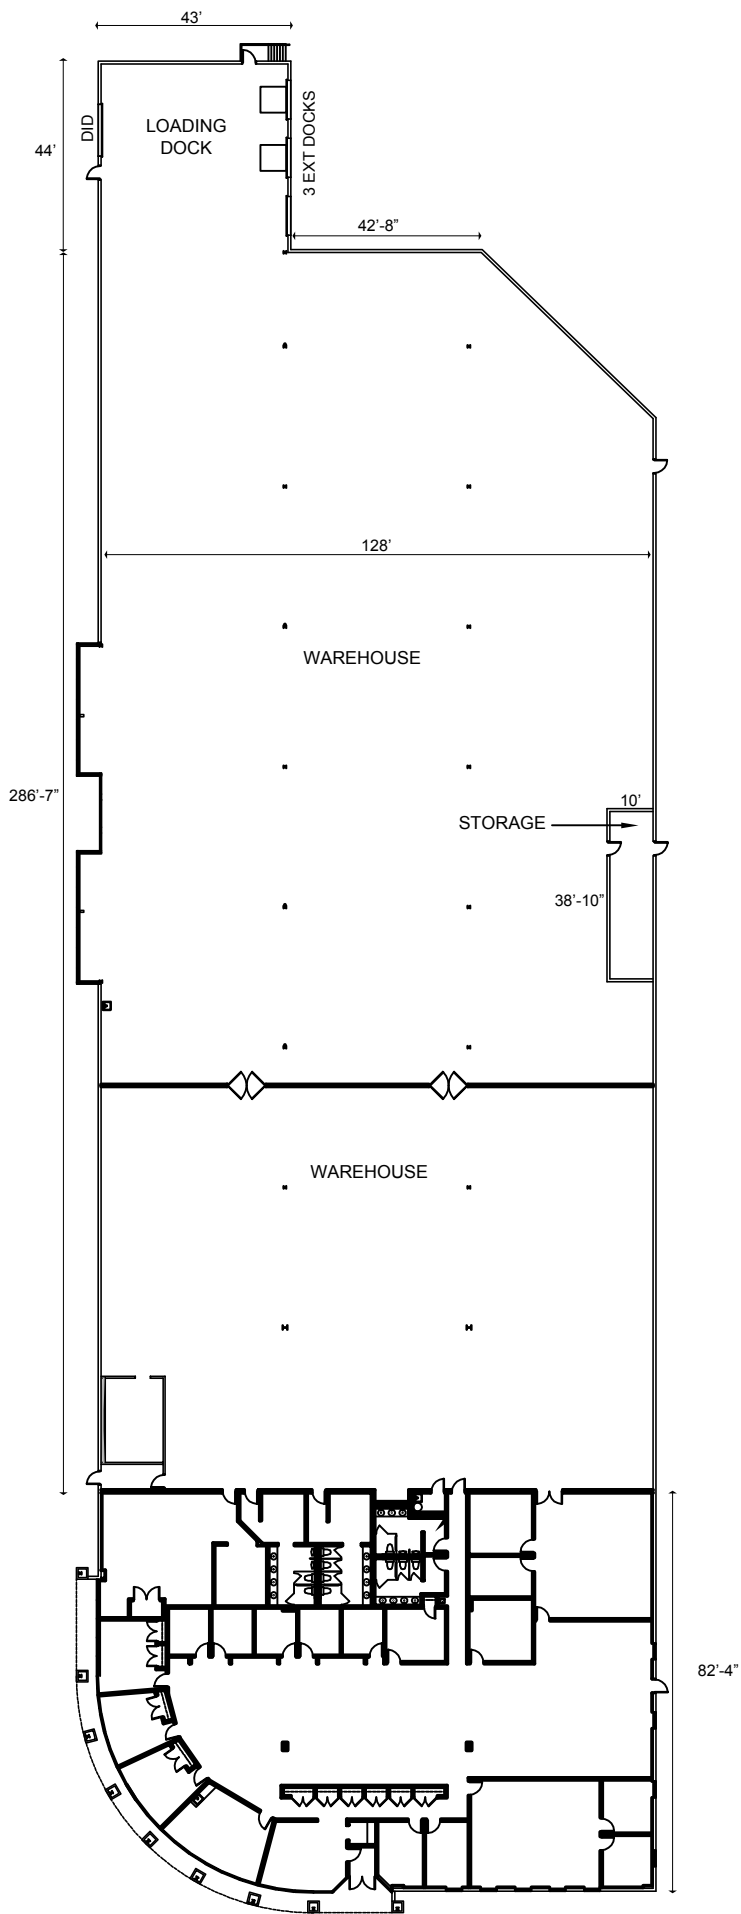 43'
DID
LOADING
DOCK
3 EXT DOCKS
44'
42'-8"
128'
WAREHOUSE
286'-7"
10'
STORAGE
38'-10"
WAREHOUSE
82'-4"